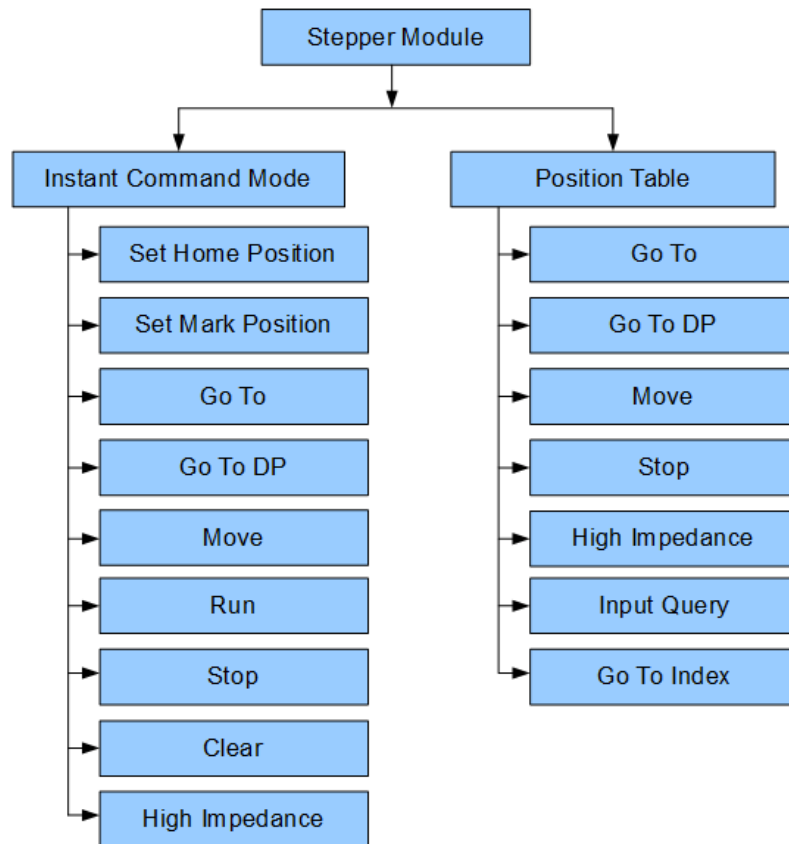 Stepper Module
Instant Command Mode
Set Home Position
Set Mark Position
Go To
Go To DP
Move
Run
Stop
Clear
High Impedance
Position Table
Go To
Go To DP
Move
Stop
High Impedance
Input Query
Go To Index